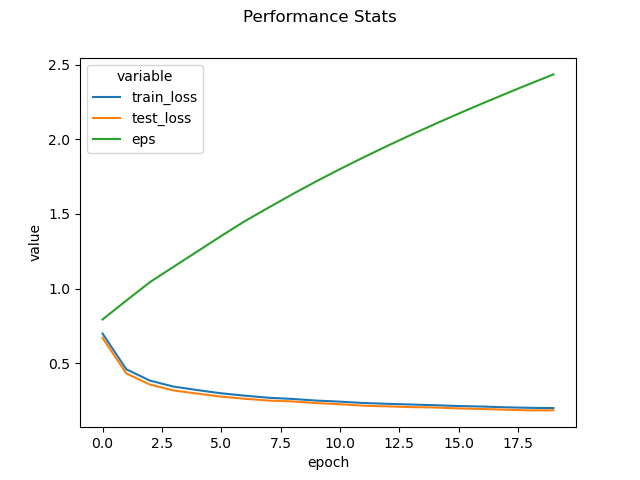 Performance Stats
2.5
2.0
1.5
1.0
0.5
value
variable
train_loss
test_loss
eps
0.0 2.5 5.0 7.5 10.0 12.5 15.0 17.5
epoch